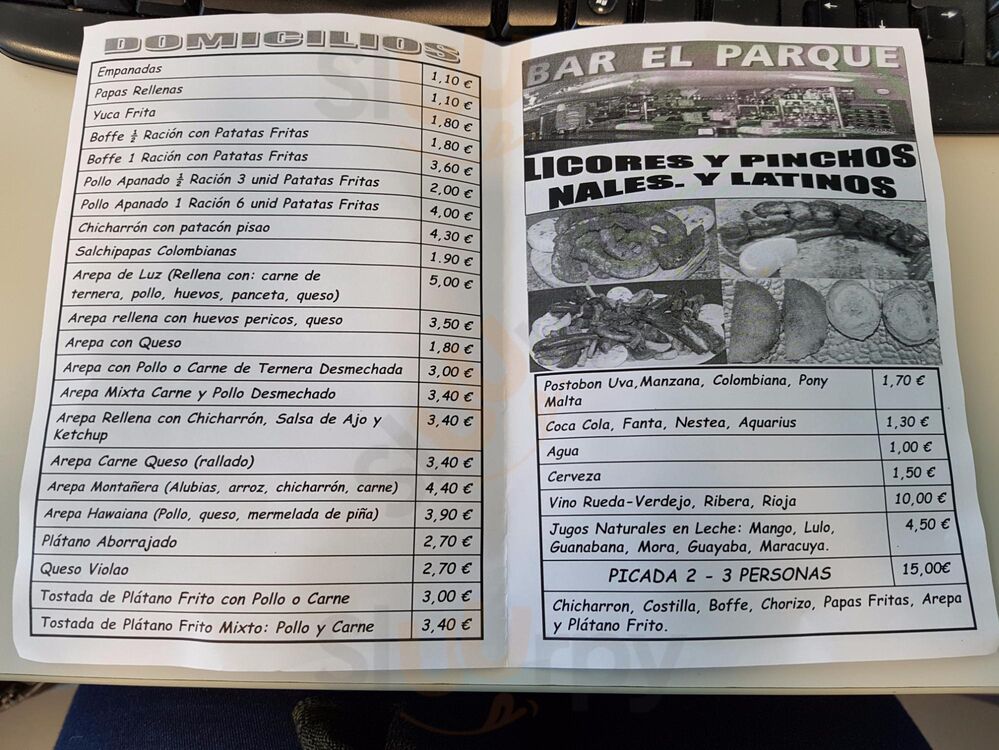 DOMICILIOS
Empanadas 1,10 €
Papas Rellenas 1,10 €
Yuca Frita 1,80 €
Boffe ½ Ración con Patatas Fritas 1,80 €
Boffe 1 Ración con Patatas Fritas 3,60 €
Pollo Apanado ½ Ración 3 unid Patatas Fritas 2,00 €
Pollo Apanado 1 Ración 6 unid Patatas Fritas 4,00 €
Chicharrón con patacón pisao 4,30 €
Salchipapas Colombianas 1.90 €
Arepa de Luz (Rellena con: carne de 5,00 €
ternera, pollo, huevos, panceta, queso)
Arepa rellena con huevos pericos, queso 3,50 €
Arepa con Queso 1,80 €
Arepa con Pollo o Carne de Ternera Desmechada 3,00 €
Arepa Mixta Carne y Pollo Desmechado 3,40 €
Arepa Rellena con Chicharrón, Salsa de Ajo y 3,40 €
Ketchup
Arepa Carne Queso (rallado) 3,40 €
Arepa Montañera (Alubias, arroz, chicharrón, carne) 4,40 €
Arepa Hawaiana (Pollo, queso, mermelada de piña) 3,90 €
Plátano Aborrajado 2,70 €
Queso Violao 2,70 €
Tostada de Plátano Frito con Pollo o Carne 3,00 €
Tostada de Plátano Frito Mixto: Pollo y Carne 3,40 €
BAR EL PARQUE
LICORES Y PINCHOS
NALES. Y LATINOS
Postobon Uva,Manzana, Colombiana, Pony 1,70 €
Malta
Coca Cola, Fanta, Nestea, Aquarius 1,30 €
Agua 1,00 €
Cerveza 1,50 €
Vino Rueda-Verdejo, Ribera, Rioja 10,00 €
Jugos Naturales en Leche: Mango, Lulo, 4,50 €
Guanabana, Mora, Guayaba, Maracuya.
PICADA 2 - 3 PERSONAS 15,00€
Chicharron, Costilla, Boffe, Chorizo, Papas Fritas, Arepa
y Plátano Frito.